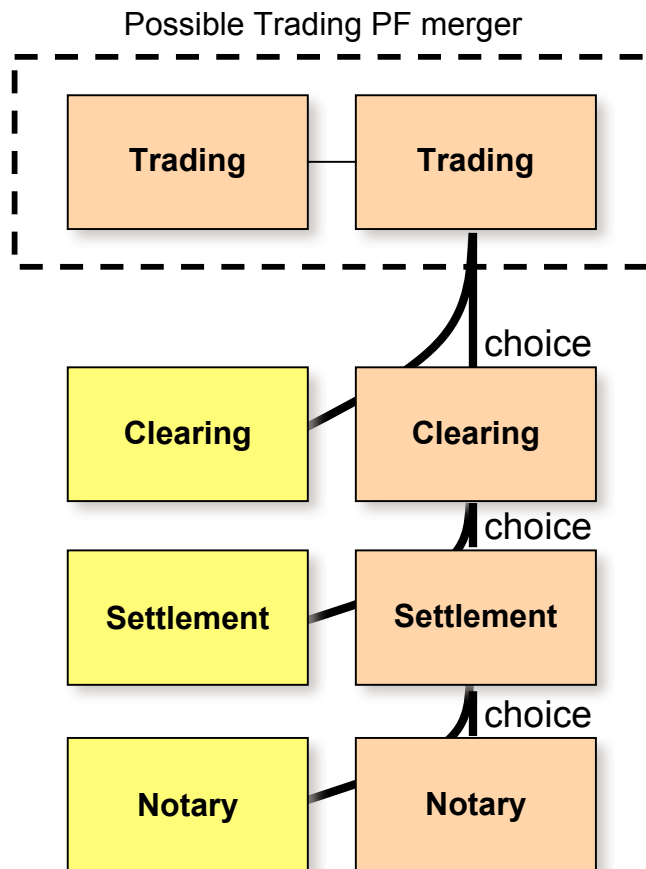 Possible Trading PF merger
Trading Trading
choice
Clearing Clearing
choice
Settlement Settlement
choice
Notary Notary